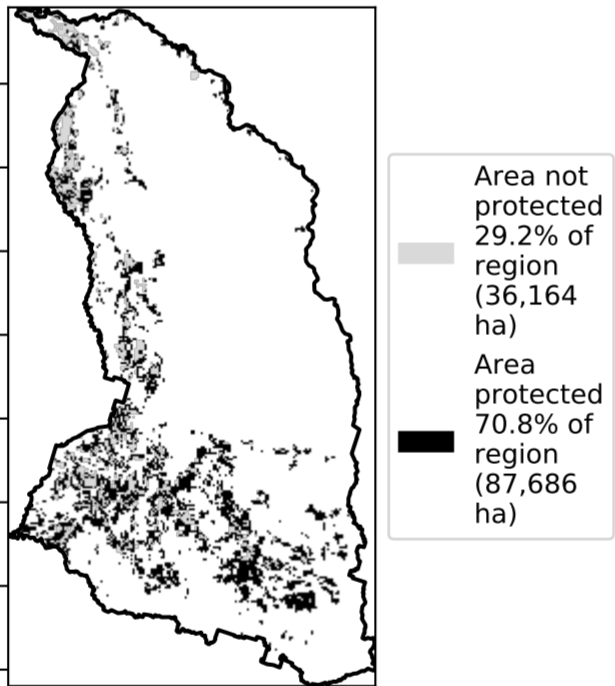 Area not
protected
29.2% of
region
(36,164
ha)
Area
protected
70.8% of
region
(87,686
ha)